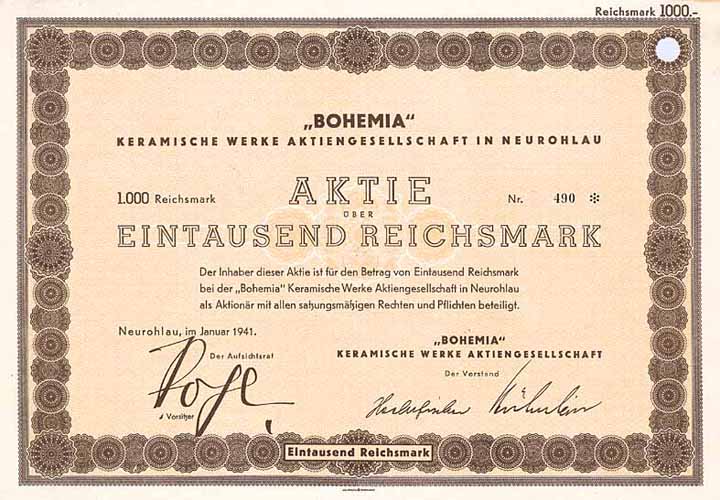 Reichsmark 1000.-
„BOHEMIA“
KERAMISCHE WERKE AKTIENGESELLSCHAFT IN NEUROHLAU
1.000 Reichsmark
AKTIE
Nr. 490 *
ÜBER
EINTAUSEND REICHSMARK
Der Inhaber dieser Aktie ist für den Betrag von Eintausend Reichsmark
bei der „Bohemia“ Keramische Werke Aktiengesellschaft in Neurohlau
als Aktionär mit allen satzungsmäßigen Rechten und Pflichten beteiligt.
Neurohlau, im Januar 1941.
Der Aufsichtsrat
Vorsitzer
„BOHEMIA“
KERAMISCHE WERKE AKTIENGESELLSCHAFT
Der Vorstand
Eintausend Reichsmark